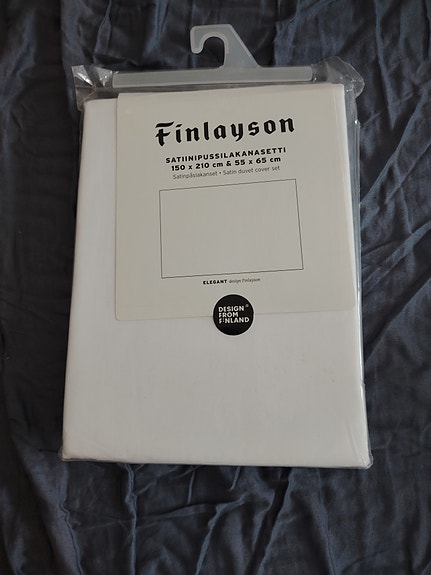 Finlayson
SATIINIPUSSILAKANASETTI
150 x 210 cm & 55 x 65 cm
Satinpåslakanset • Satin duvet cover set
ELEGANT design Finlayson
DESIGN
FROM
FINLAND